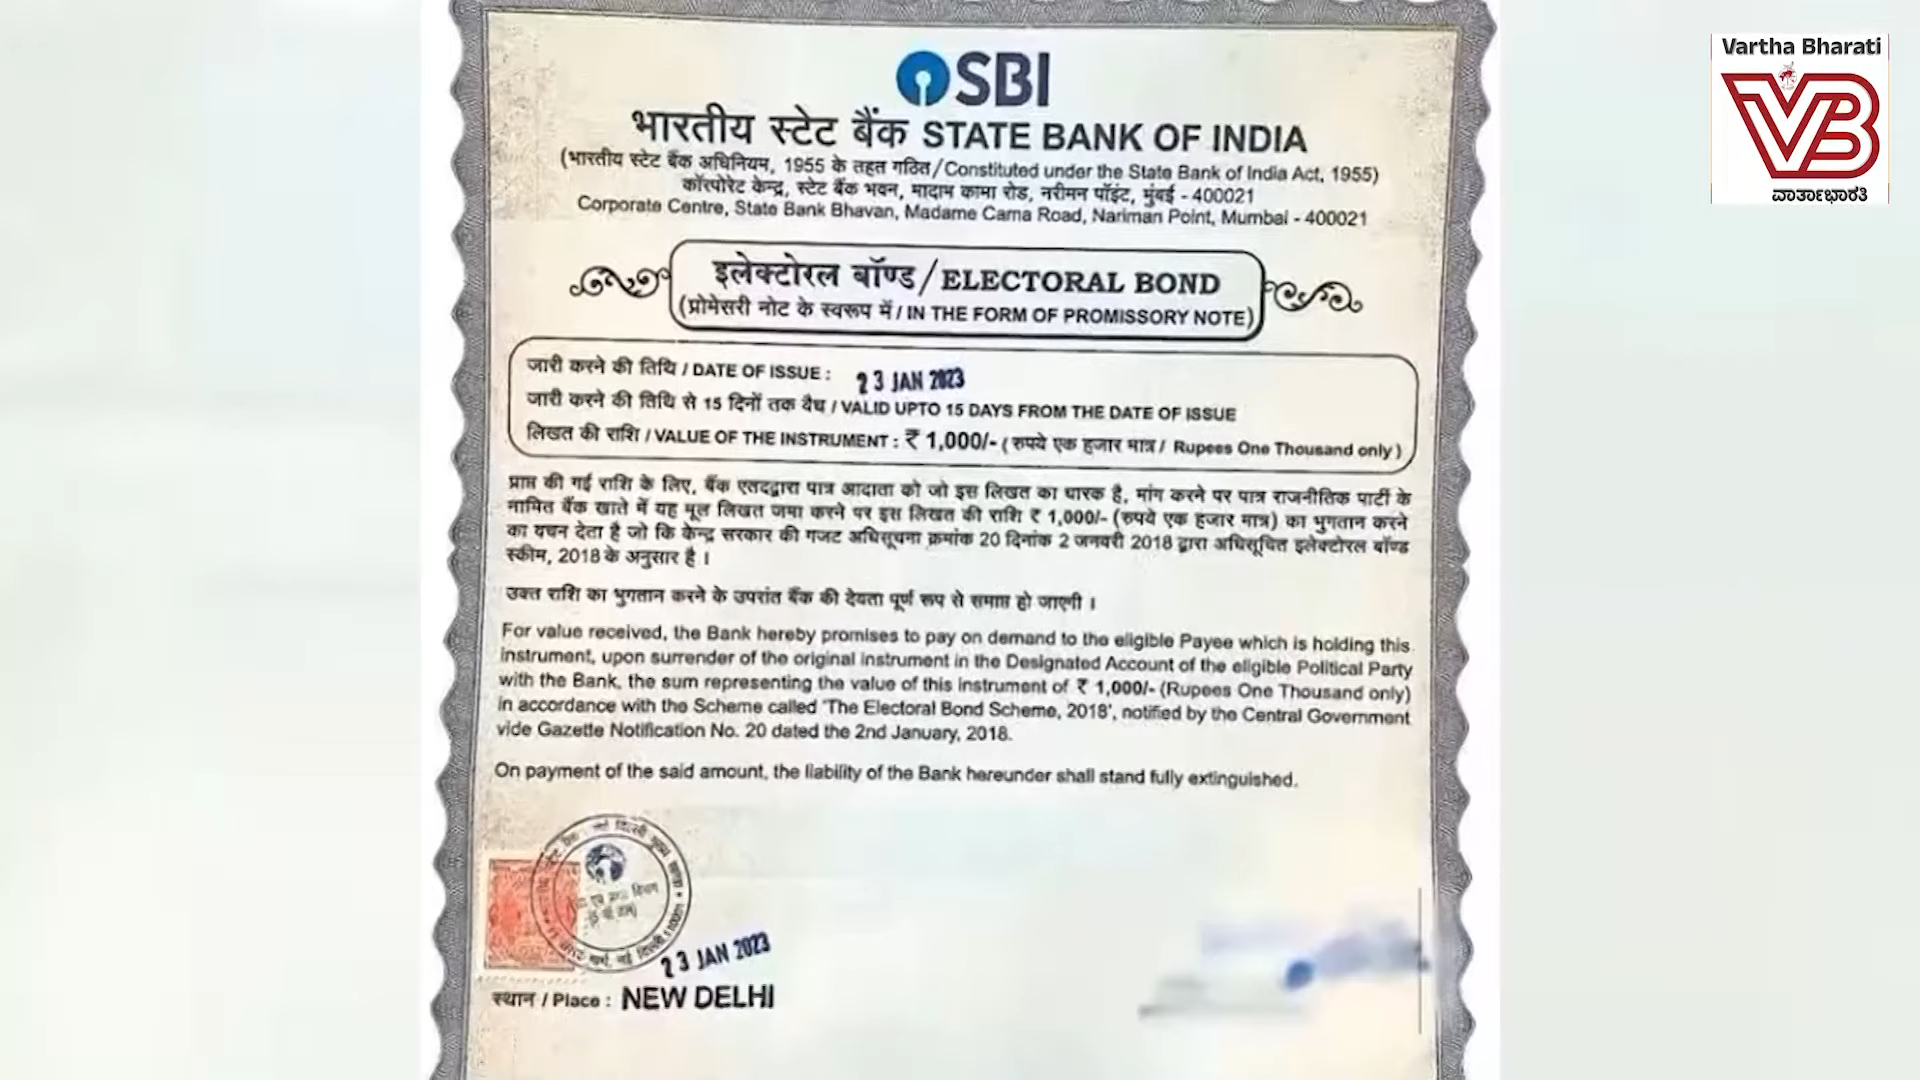 Vartha Bharati
VB
ವಾರ್ತಾಭಾರತಿ
SBI
भारतीय स्टेट बैंक STATE BANK OF INDIA
(भारतीय स्टेट बैंक अधिनियम, 1955 के तहत गठित/Constituted under the State Bank of India Act, 1955)
कॉरपोरेट केन्द्र, स्टेट बैंक भवन, मादाम कामा रोड, नरीमन पॉइंट, मुंबई - 400021
Corporate Centre, State Bank Bhavan, Madame Cama Road, Nariman Point, Mumbai - 400021
इलेक्टोरल बॉण्ड/ELECTORAL BOND
(प्रोमेसरी नोट के स्वरूप में/IN THE FORM OF PROMISSORY NOTE)
जारी करने की तिथि / DATE OF ISSUE : 23 JAN 2023
जारी करने की तिथि से 15 दिनों तक वैध / VALID UPTO 15 DAYS FROM THE DATE OF ISSUE
लिखत की राशि / VALUE OF THE INSTRUMENT : ₹ 1,000/- (रुपये एक हजार मात्र / Rupees One Thousand only)
प्राप्त की गई राशि के लिए, बैंक एतदद्वारा पात्र आदाता को जो इस लिखत का धारक है, मांग करने पर पात्र राजनीतिक पार्टी के
नामित बैंक खाते में यह मूल लिखत जमा करने पर इस लिखत की राशि ₹ 1,000/- (रुपये एक हजार मात्र) का भुगतान करने
का वचन देता है जो कि केन्द्र सरकार की गजट अधिसूचना क्रमांक 20 दिनांक 2 जनवरी 2018 द्वारा अधिसूचित इलेक्टोरल बॉण्ड
स्कीम, 2018 के अनुसार है ।
उक्त राशि का भुगतान करने के उपरांत बैंक की देयता पूर्ण रूप से समाप्त हो जाएगी ।
For value received, the Bank hereby promises to pay on demand to the eligible Payee which is holding this
instrument, upon surrender of the original instrument in the Designated Account of the eligible Political Party
with the Bank, the sum representing the value of this instrument of ₹ 1,000/- (Rupees One Thousand only)
in accordance with the Scheme called 'The Electoral Bond Scheme, 2018', notified by the Central Government
vide Gazette Notification No. 20 dated the 2nd January, 2018.
On payment of the said amount, the liability of the Bank hereunder shall stand fully extinguished.
23 JAN 2023
स्थान / Place : NEW DELHI